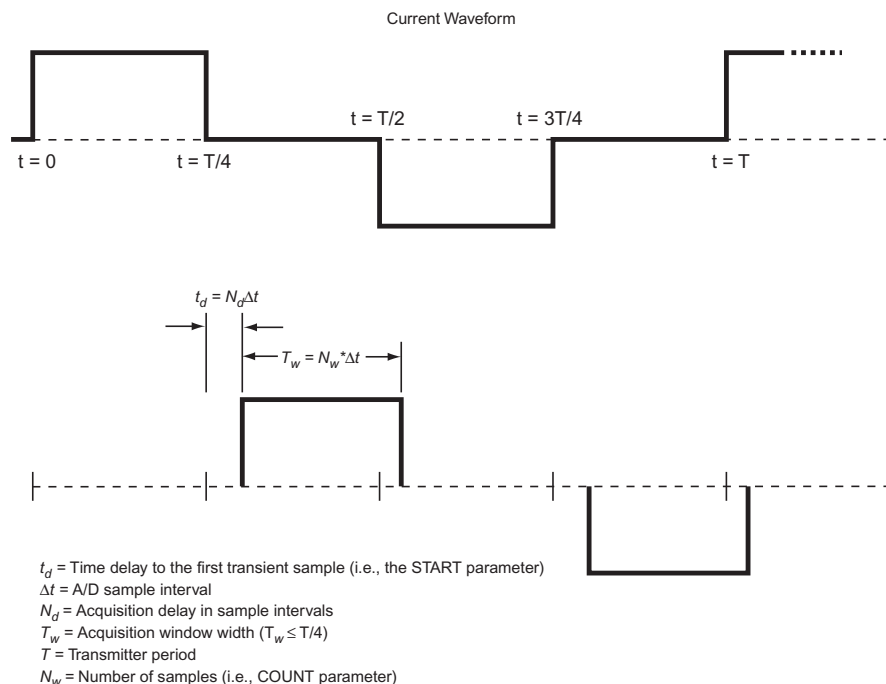 Current Waveform
t = T/2
t = 3T/4
t = 0
t = T/4
t = T
t_d = N_dΔt
T_w = N_w*Δt
t_d = Time delay to the first transient sample (i.e., the START parameter)
Δt = A/D sample interval
N_d = Acquisition delay in sample intervals
T_w = Acquisition window width (T_w ≤ T/4)
T = Transmitter period
N_w = Number of samples (i.e., COUNT parameter)